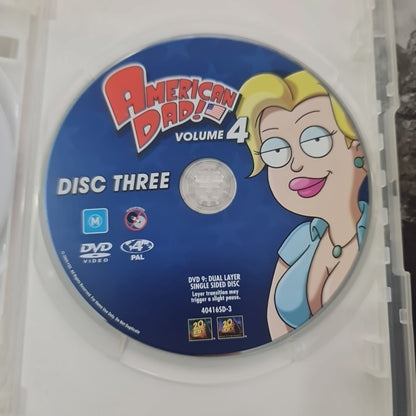 AMERICAN
DAD!
VOLUME 4
DISC THREE
M
DVD
VIDEO
4
PAL
DVD 9: DUAL LAYER
SINGLE SIDED DISC
Layer transition may
trigger a slight pause.
40416SD-3